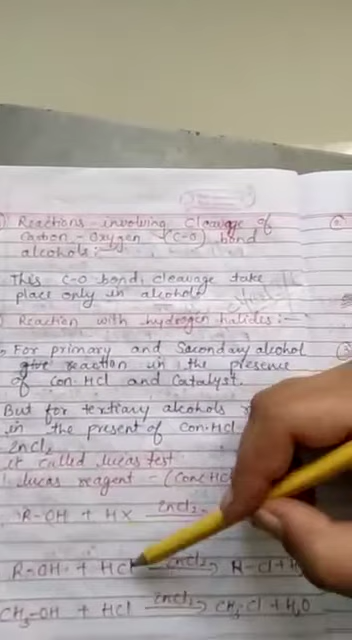 Reactions involving Cleavage of
Carbon - Oxygen (C-O) bond
alcohols:-
This C-O bond, cleavage take
place only in alcohols
Reaction with hydrogen halides:-
For primary and Secondary alcohol
give reaction in the presence
of con. HCl and Catalyst.
But for tertiary alcohols
in the present of Con. HCl
ZnCl2
it called lucas test
lucas reagent - (Conc HCl
R-OH + HX ZnCl2
R-OH + HCl ZnCl2 → R-Cl + H
CH3-OH + HCl ZnCl2 → CH3Cl + H2O